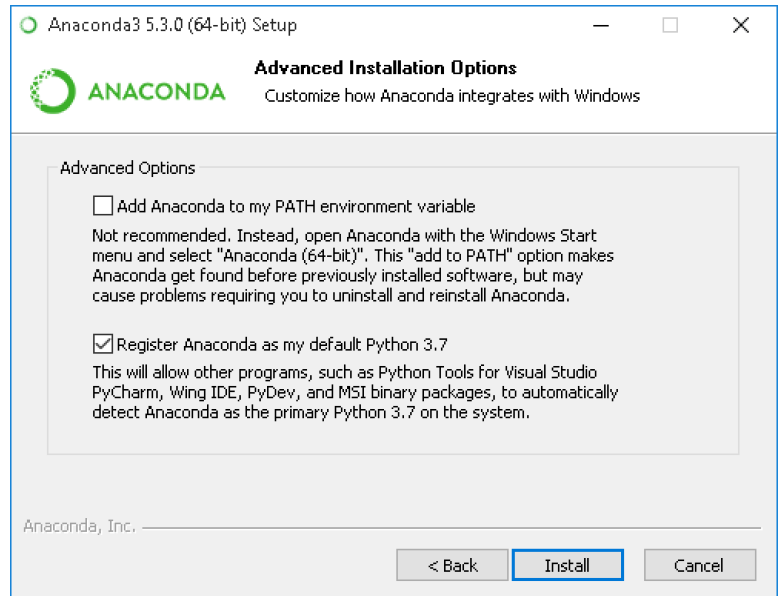 Anaconda3 5.3.0 (64-bit) Setup
ANACONDA
Advanced Installation Options
Customize how Anaconda integrates with Windows
Advanced Options
Add Anaconda to my PATH environment variable
Not recommended. Instead, open Anaconda with the Windows Start
menu and select "Anaconda (64-bit)". This "add to PATH" option makes
Anaconda get found before previously installed software, but may
cause problems requiring you to uninstall and reinstall Anaconda.
Register Anaconda as my default Python 3.7
This will allow other programs, such as Python Tools for Visual Studio
PyCharm, Wing IDE, PyDev, and MSI binary packages, to automatically
detect Anaconda as the primary Python 3.7 on the system.
Anaconda, Inc.
< Back
Install
Cancel